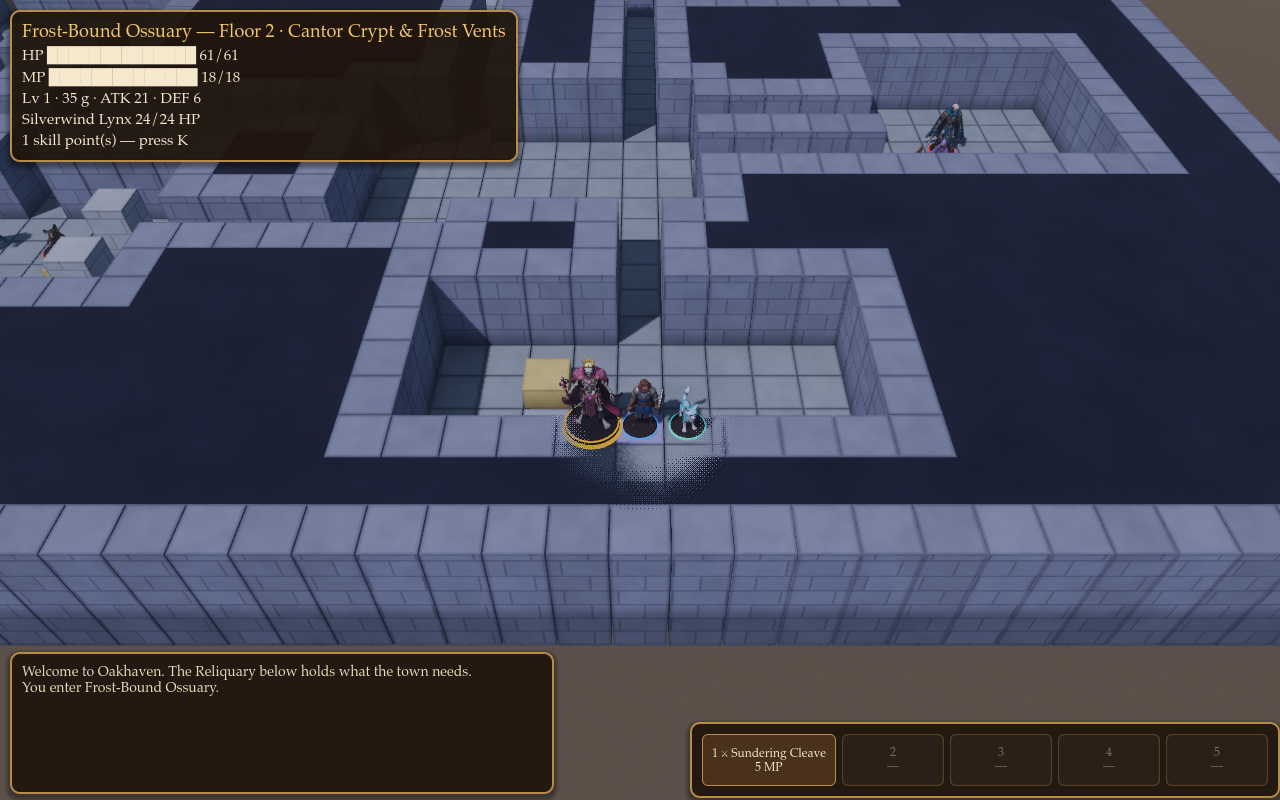 Frost-Bound Ossuary — Floor 2 · Cantor Crypt & Frost Vents
HP 61/61
MP 18/18
Lv 1 · 35 g · ATK 21 · DEF 6
Silverwind Lynx 24/24 HP
1 skill point(s) — press K
Welcome to Oakhaven. The Reliquary below holds what the town needs.
You enter Frost-Bound Ossuary.
1 ⚔ Sundering Cleave
5 MP
2
—
3
—
4
—
5
—